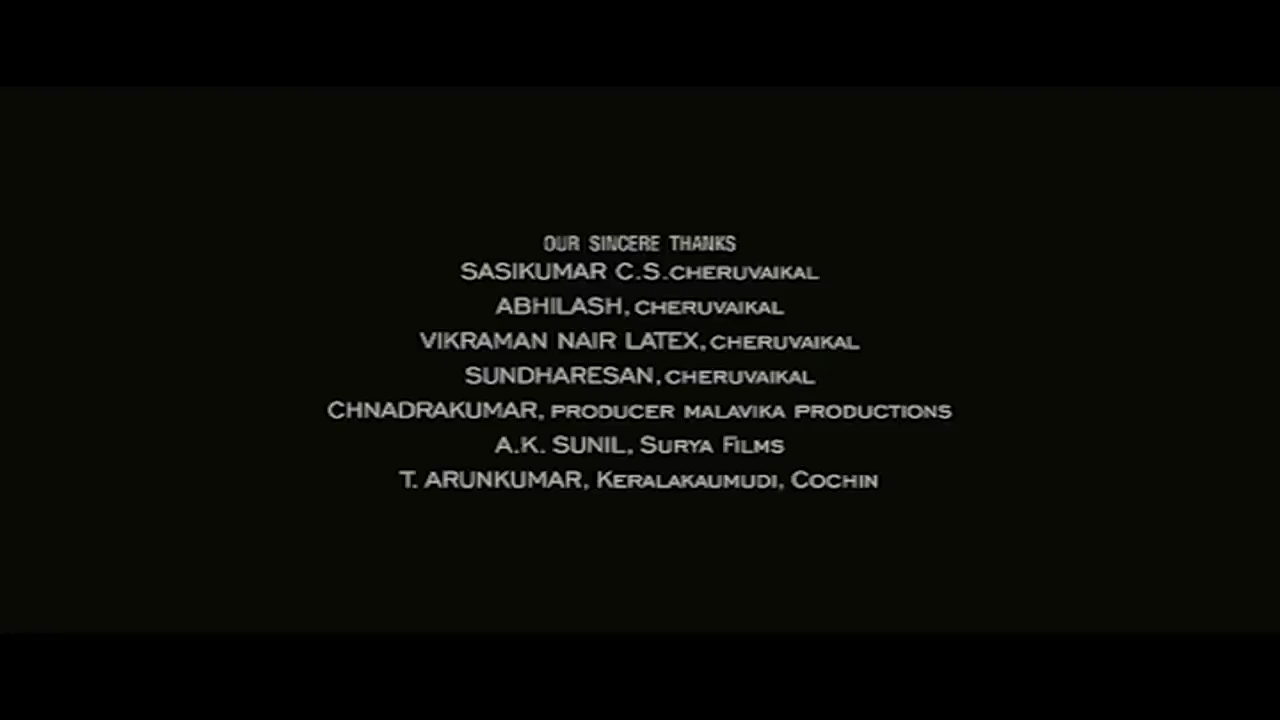 OUR SINCERE THANKS
SASIKUMAR C.S.CHERUVAIKAL
ABHILASH, CHERUVAIKAL
VIKRAMAN NAIR LATEX, CHERUVAIKAL
SUNDHARESAN, CHERUVAIKAL
CHNADRAKUMAR, PRODUCER MALAVIKA PRODUCTIONS
A.K. SUNIL, SURYA FILMS
T. ARUNKUMAR, KERALAKAUMUDI, COCHIN